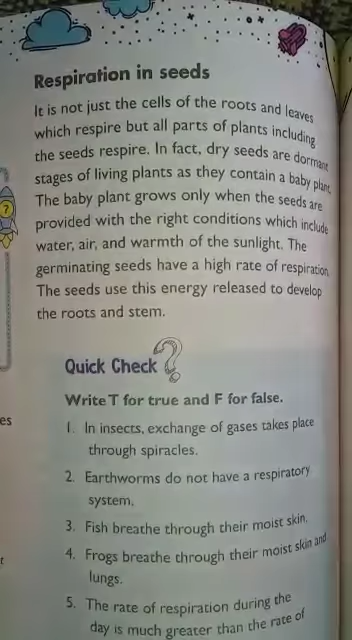 Respiration in seeds
It is not just the cells of the roots and leaves
which respire but all parts of plants including
the seeds respire. In fact, dry seeds are dormant
stages of living plants as they contain a baby plant.
The baby plant grows only when the seeds are
provided with the right conditions which include
water, air, and warmth of the sunlight. The
germinating seeds have a high rate of respiration.
The seeds use this energy released to develop
the roots and stem.
?
Quick Check ?
Write T for true and F for false.
es
1. In insects, exchange of gases takes place
through spiracles.
2. Earthworms do not have a respiratory
system.
3. Fish breathe through their moist skin.
t
4. Frogs breathe through their moist skin and
lungs.
5. The rate of respiration during the
day is much greater than the rate of